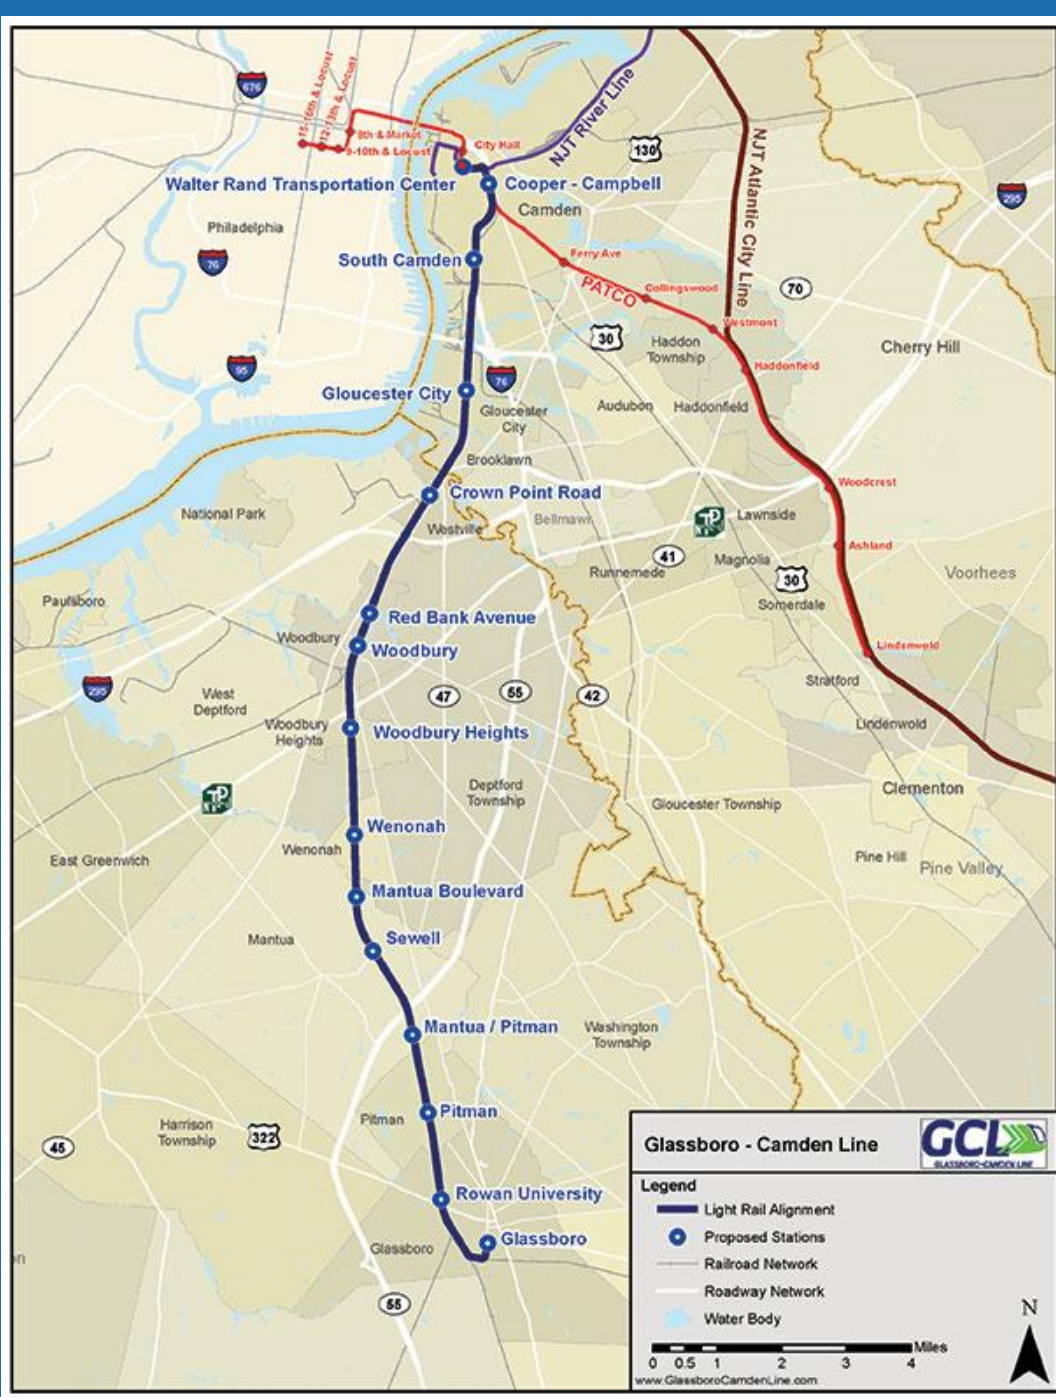 15-16th & Locust
12-13th & Locust
676
8th & Market
9-10th & Locust
City Hall
NJT River Line
130
NJT Atlantic City Line
295
Walter Rand Transportation Center
Cooper - Campbell
Camden
Philadelphia
76
South Camden
Ferry Ave
PATCO
Collingswood
70
Westmont
30
Haddon
Township
Cherry Hill
Haddonfield
95
76
Gloucester City
Gloucester
City
Audubon
Haddonfield
Brooklawn
Woodcrest
Crown Point Road
National Park
Westville
Bellmawr
Lawnside
Ashland
41
Magnolia
Runnemede
30
Voorhees
Paulsboro
Somerdale
Red Bank Avenue
Woodbury
Woodbury
Lindenwold
295
West
Deptford
47
55
42
Stratford
Woodbury
Heights
Woodbury Heights
Lindenwold
Deptford
Township
Clementon
Gloucester Township
Wenonah
Wenonah
East Greenwich
Pine Hill
Pine Valley
Mantua Boulevard
Mantua
Sewell
Mantua / Pitman
Washington
Township
Pitman
Pitman
Harrison
Township
322
45
Rowan University
Glassboro
Glassboro
55
Glassboro - Camden Line
GCL
GLASSBORO-CAMDEN LINE
Legend
Light Rail Alignment
Proposed Stations
Railroad Network
Roadway Network
Water Body
N
Miles
0 0.5 1 2 3 4
www.GlassboroCamdenLine.com